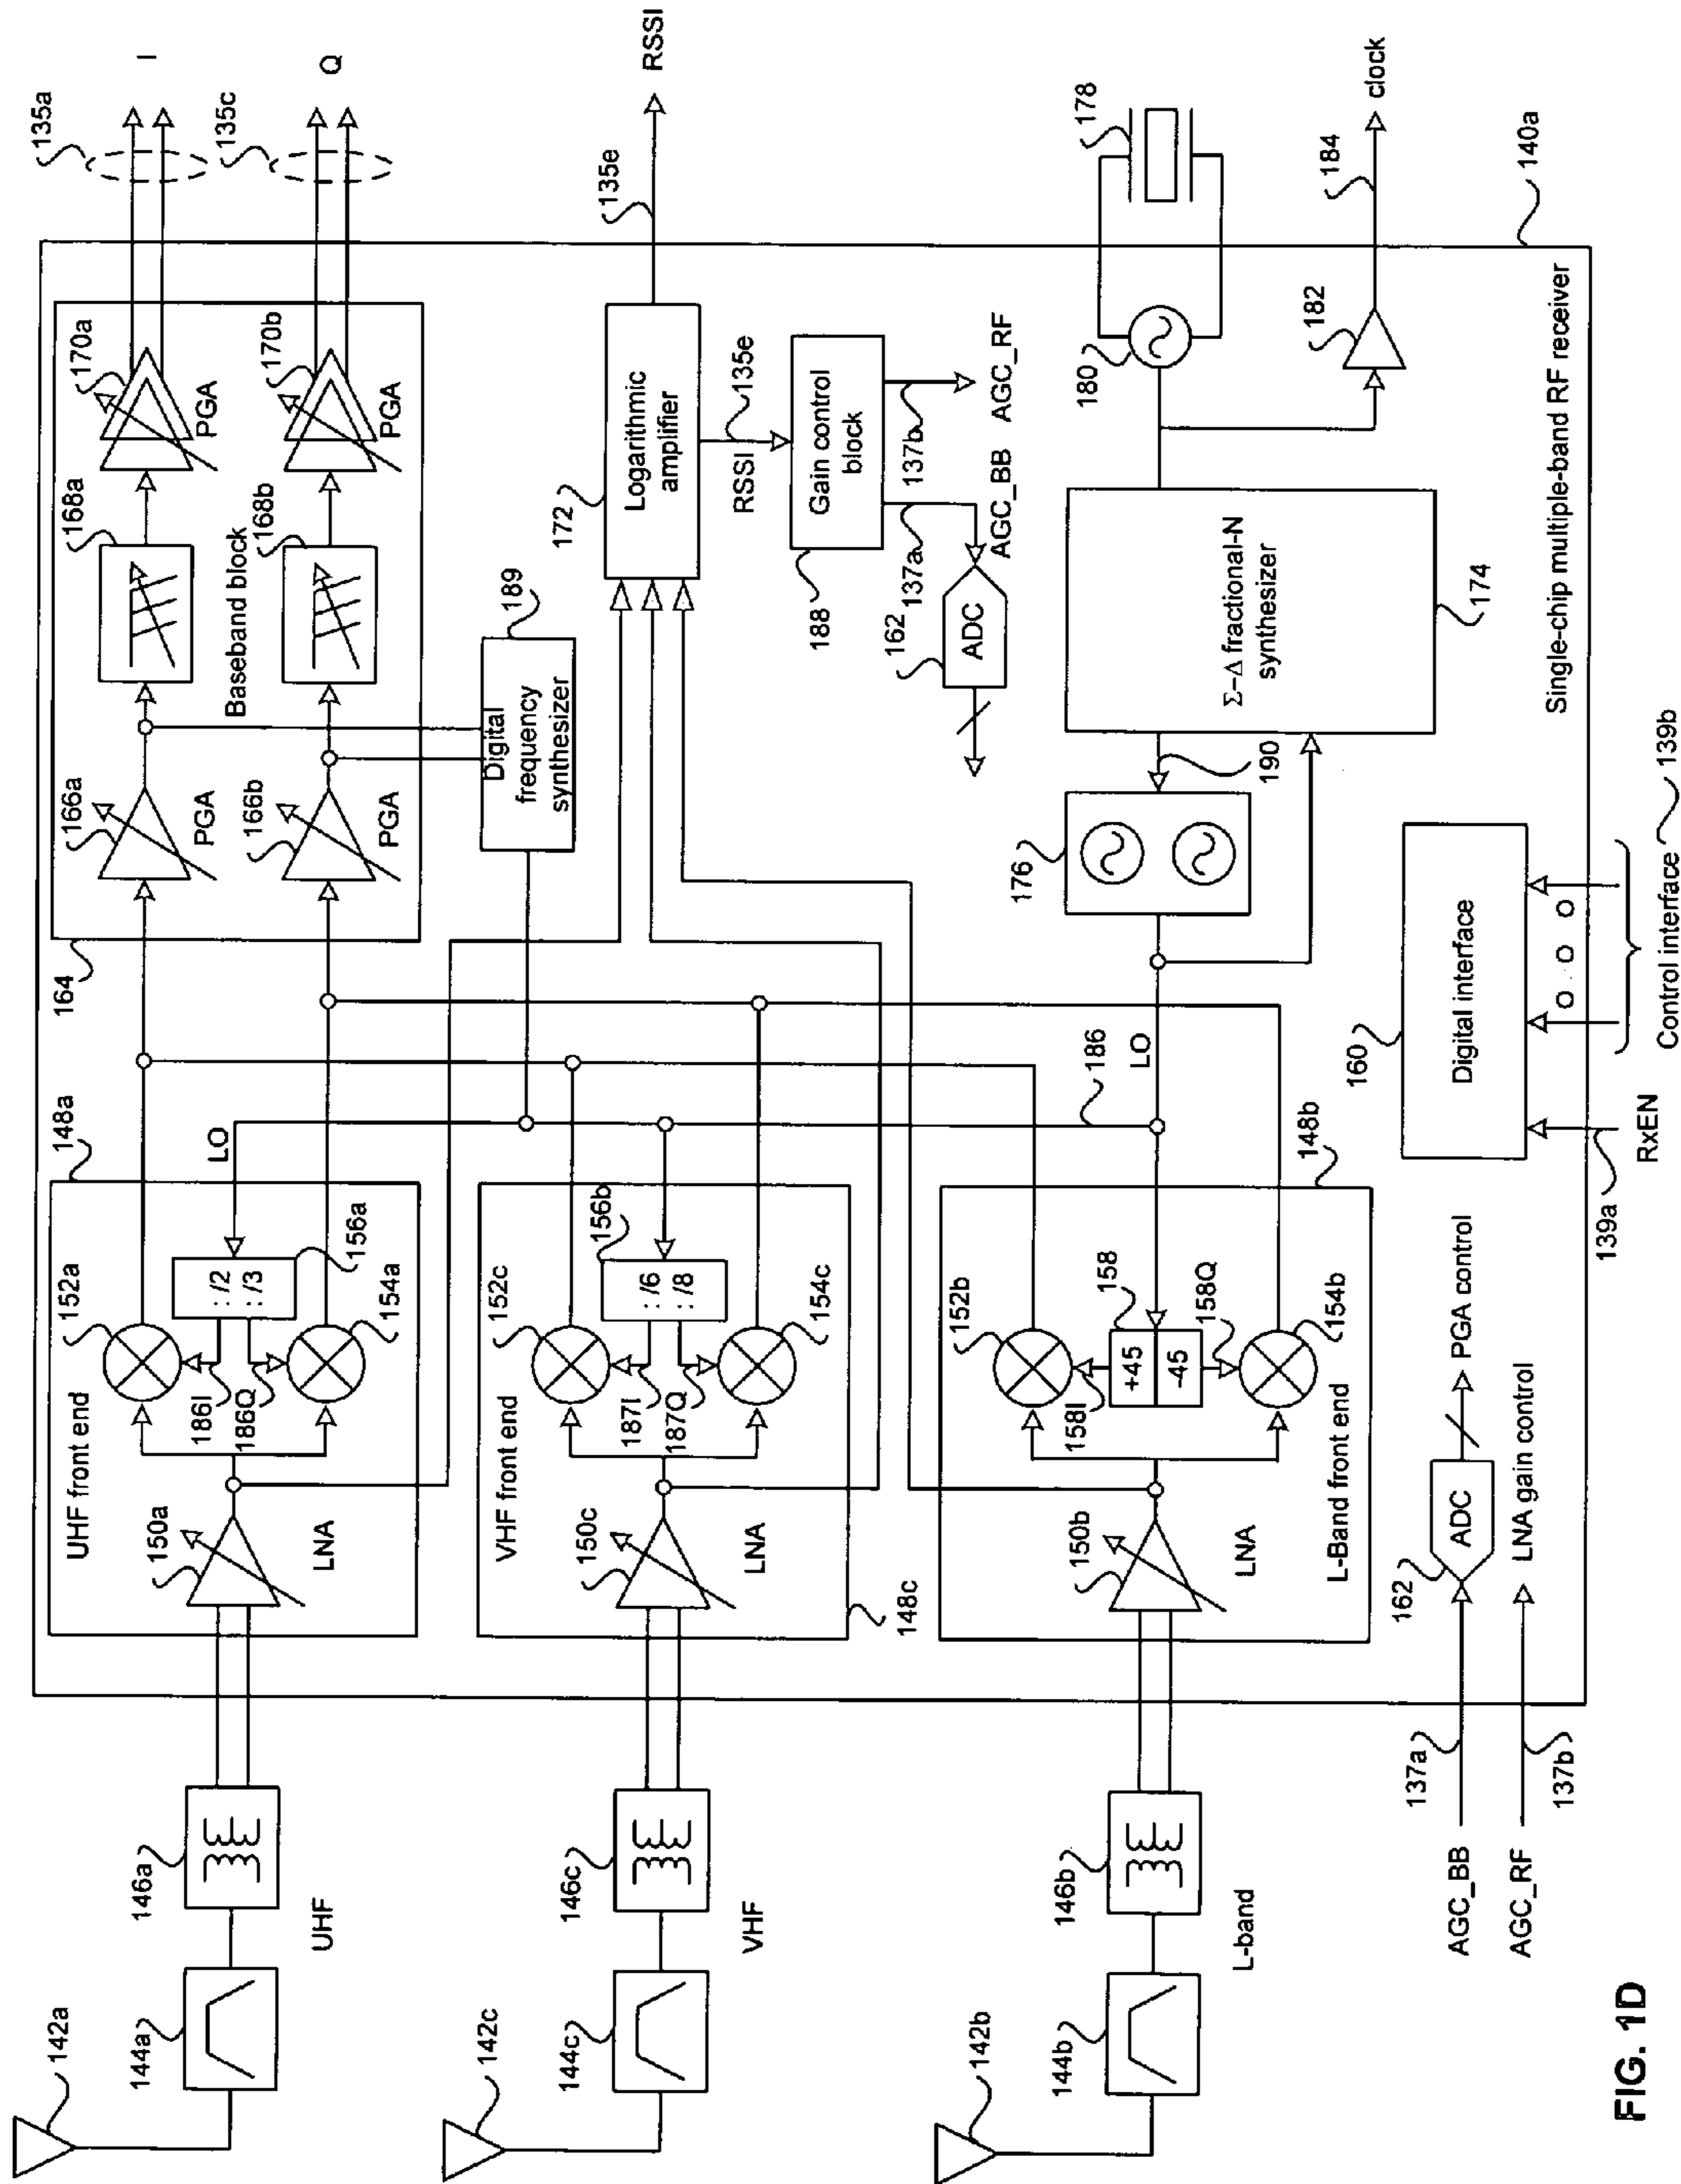 135a
I
135c
Q
170a
PGA
170b
PGA
168a
Baseband block
168b
166a
PGA
166b
PGA
164
189
Digital
frequency
synthesizer
135e
RSSI
172
Logarithmic
amplifier
RSSI
135e
188
Gain control
block
137a
AGC_BB
137b
AGC_RF
162
ADC
178
180
182
184
clock
140a
Σ-Δ fractional-N
synthesizer
174
190
176
LO
186
Single-chip multiple-band RF receiver
160
Digital interface
139a
RxEN
Control interface
139b
148a
UHF front end
150a
LNA
152a
154a
: /2
: /3
156a
LO
186I
186Q
148c
VHF front end
150c
LNA
152c
154c
: /6
: /8
156b
187I
187Q
148b
L-Band front end
150b
LNA
152b
154b
+45
-45
158
158I
158Q
142a
144a
146a
UHF
142c
144c
146c
VHF
142b
144b
146b
L-band
AGC_BB
137a
162
ADC
PGA control
AGC_RF
137b
LNA gain control
FIG. 1D